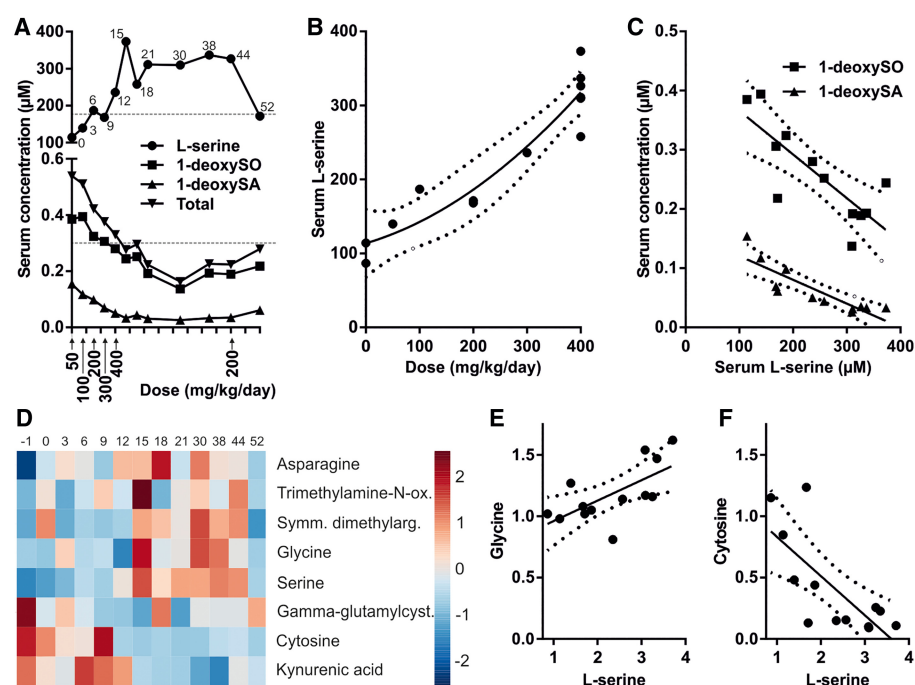 A
Serum concentration (µM)
400
300
200
100
0.6
0.4
0.2
0.0
0
3
6
9
12
15
18
21
30
38
44
52
L-serine
1-deoxySO
1-deoxySA
Total
50
100
200
300
400
200
Dose (mg/kg/day)
B
Serum L-serine
400
300
200
100
0
0 100 200 300 400
Dose (mg/kg/day)
C
Serum concentration (µM)
0.5
0.4
0.3
0.2
0.1
0.0
1-deoxySO
1-deoxySA
0 100 200 300 400
Serum L-serine (µM)
D
-1 0 3 6 9 12 15 18 21 30 38 44 52
Asparagine
Trimethylamine-N-ox.
Symm. dimethylarg.
Glycine
Serine
Gamma-glutamylcyst.
Cytosine
Kynurenic acid
2
1
0
-1
-2
E
Glycine
1.5
1.0
0.5
0.0
1 2 3 4
L-serine
F
Cytosine
1.5
1.0
0.5
0.0
1 2 3 4
L-serine